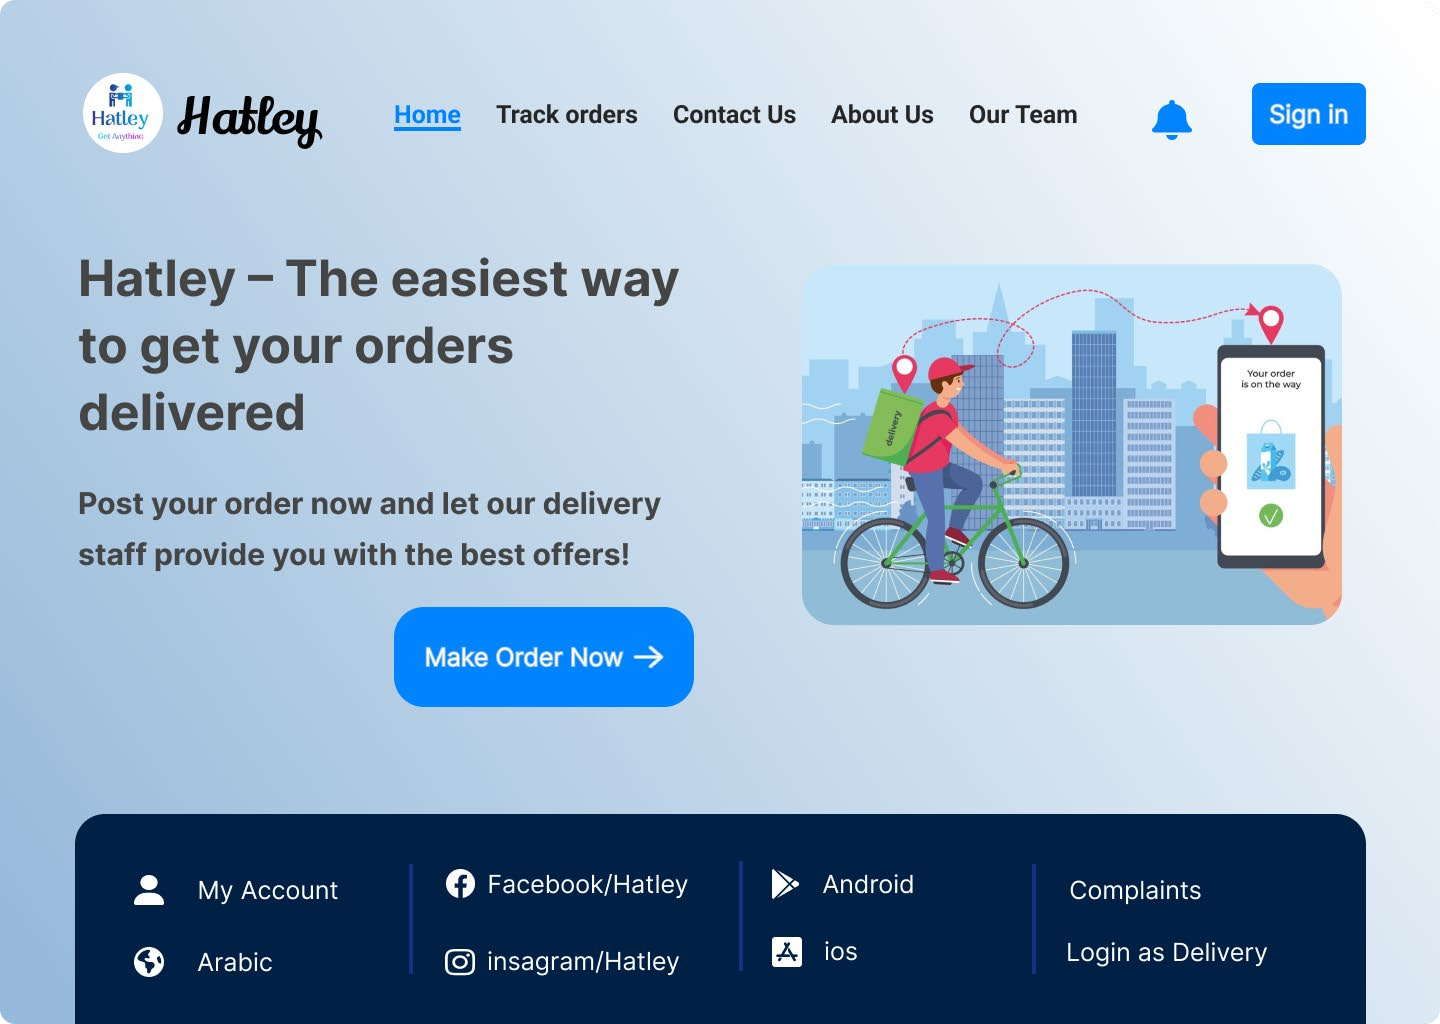 Hatley
Get Anything
Hatley
Home
Track orders
Contact Us
About Us
Our Team
Sign in
Hatley – The easiest way
to get your orders
delivered
Post your order now and let our delivery
staff provide you with the best offers!
Make Order Now
delivery
Your order
is on the way
My Account
Arabic
Facebook/Hatley
insagram/Hatley
Android
ios
Complaints
Login as Delivery